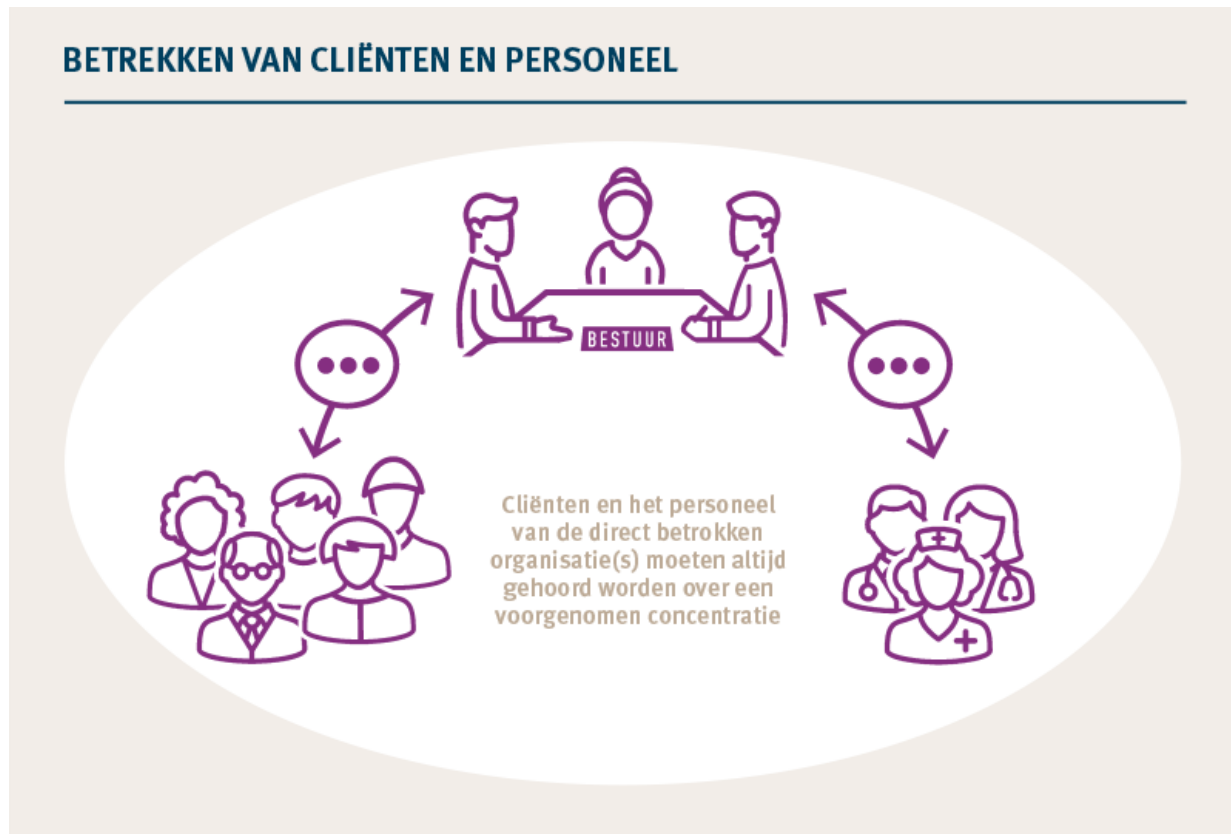 BETREKKEN VAN CLIËNTEN EN PERSONEEL
BESTUUR
Cliënten en het personeel
van de direct betrokken
organisatie(s) moeten altijd
gehoord worden over een
voorgenomen concentratie